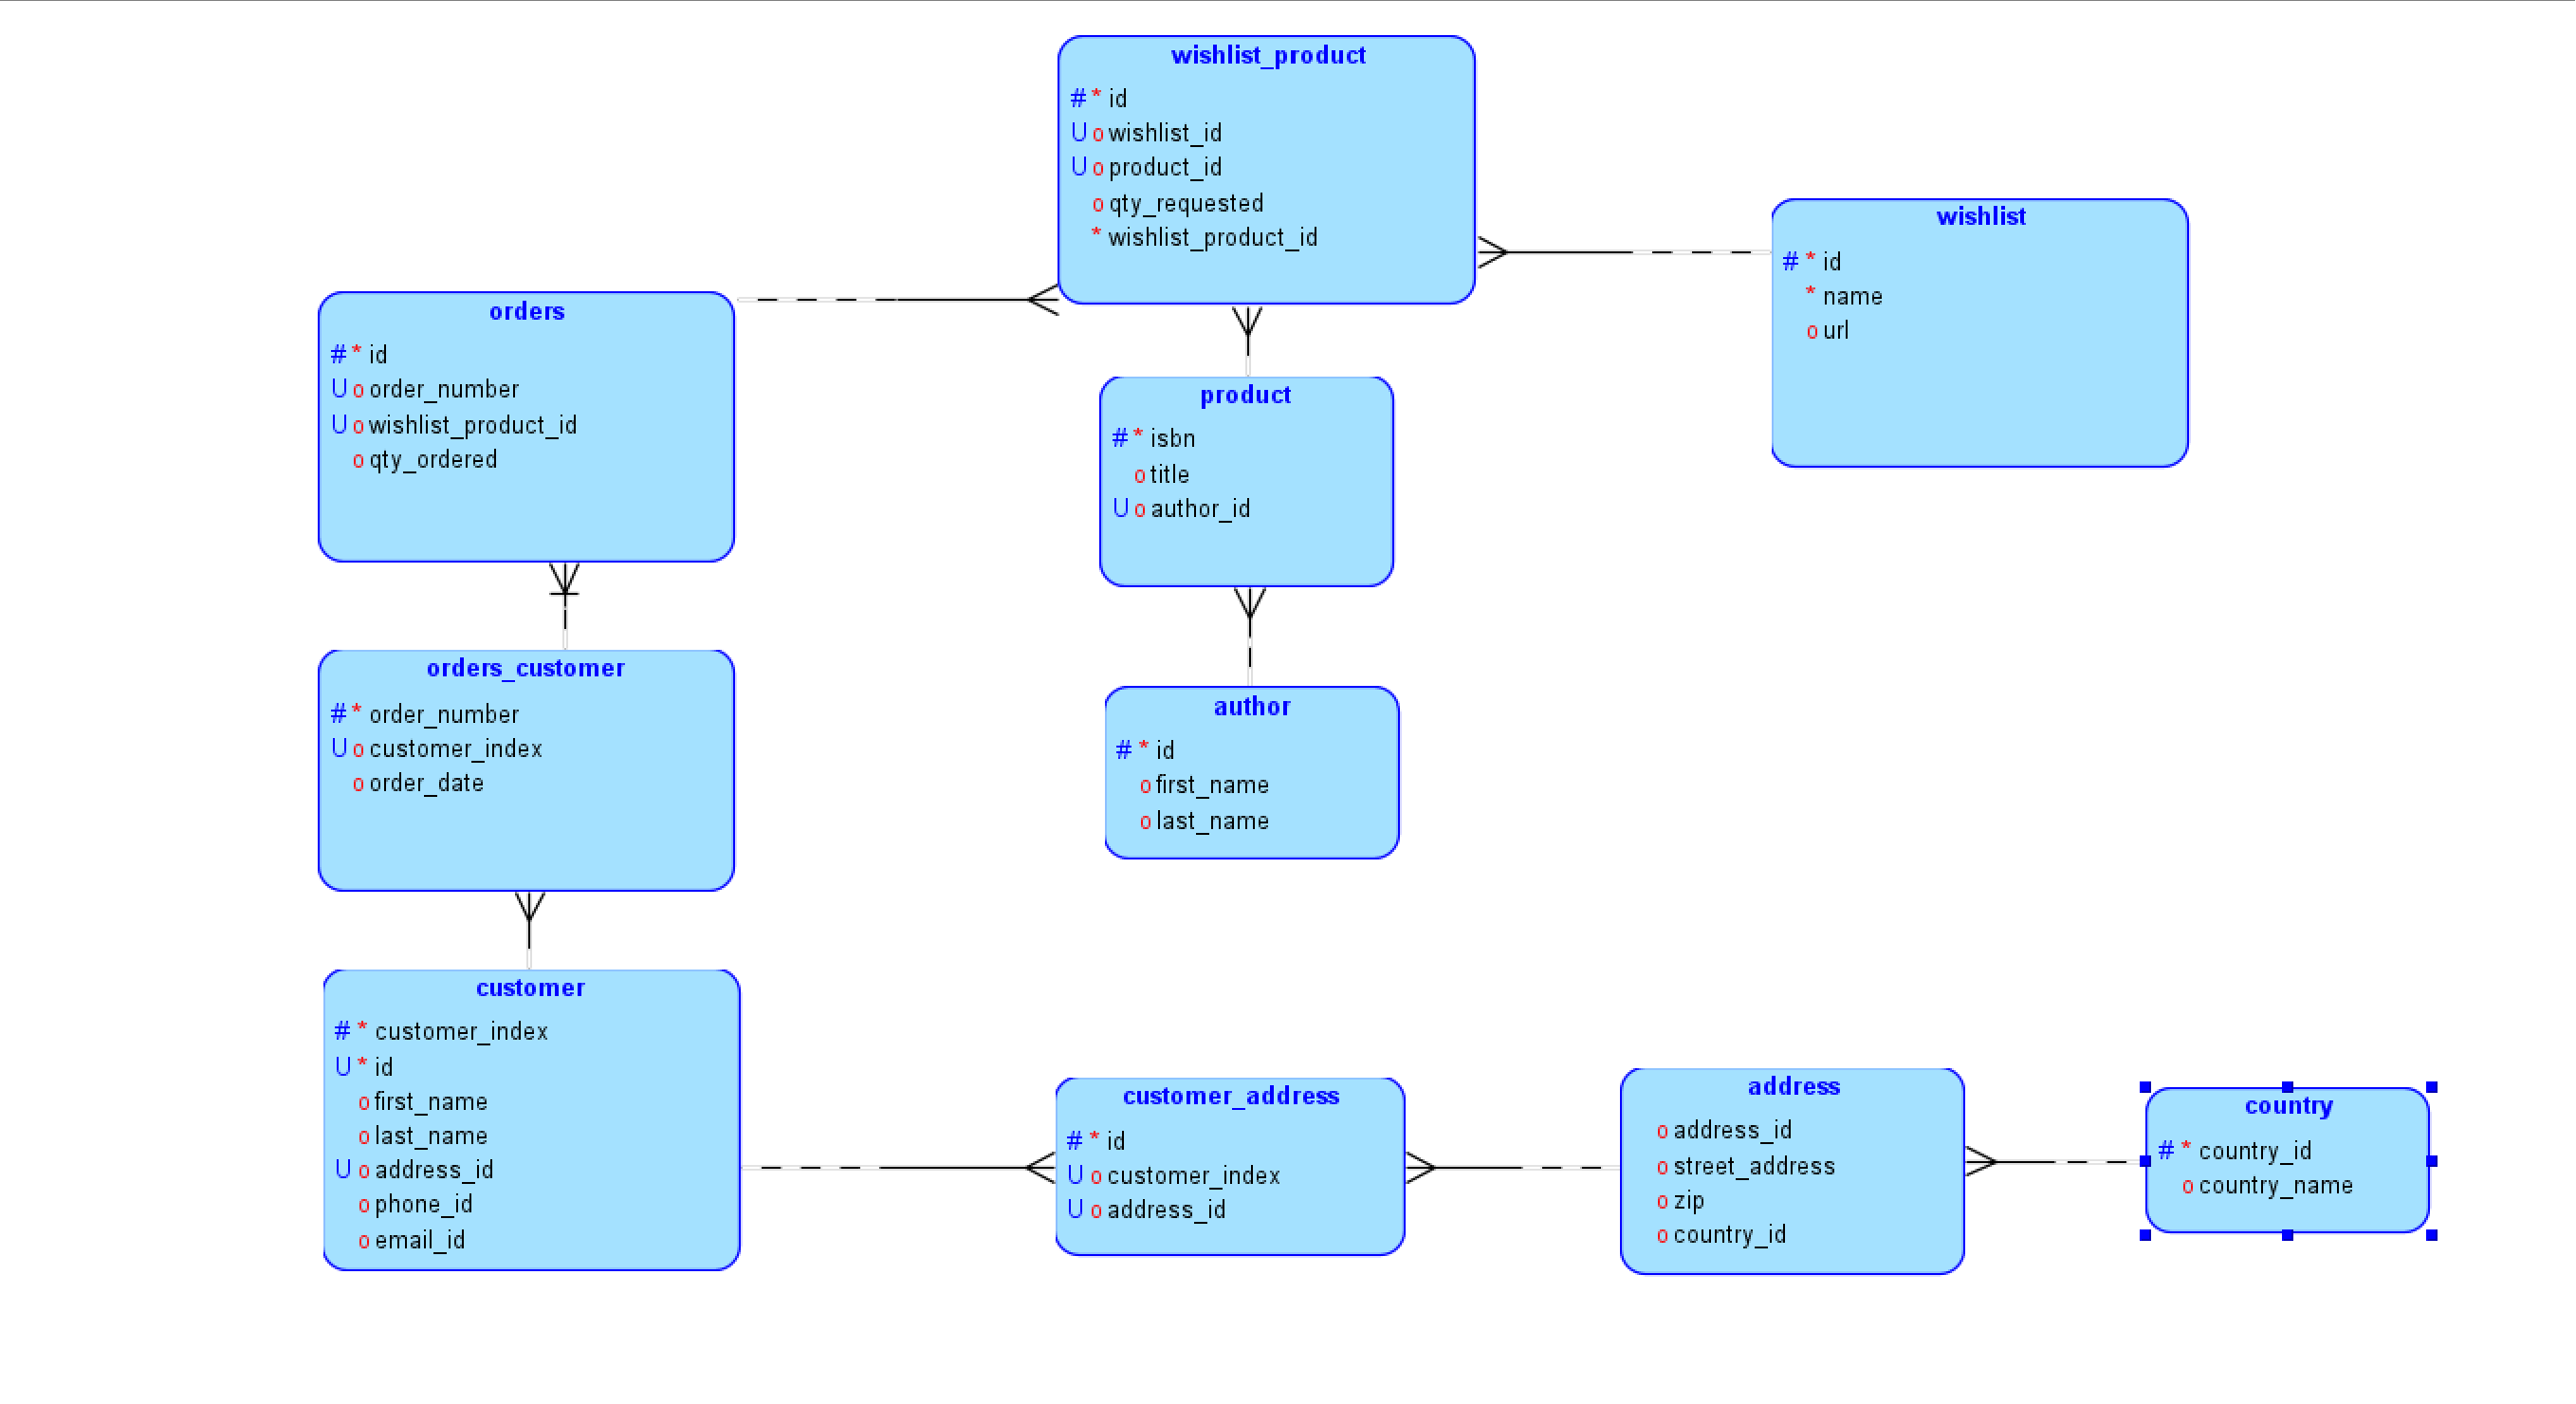 wishlist_product
# * id
U o wishlist_id
U o product_id
o qty_requested
* wishlist_product_id
wishlist
# * id
* name
o url
orders
# * id
U o order_number
U o wishlist_product_id
o qty_ordered
product
# * isbn
o title
U o author_id
orders_customer
# * order_number
U o customer_index
o order_date
author
# * id
o first_name
o last_name
customer
# * customer_index
U * id
o first_name
o last_name
U o address_id
o phone_id
o email_id
customer_address
# * id
U o customer_index
U o address_id
address
o address_id
o street_address
o zip
o country_id
country
# * country_id
o country_name